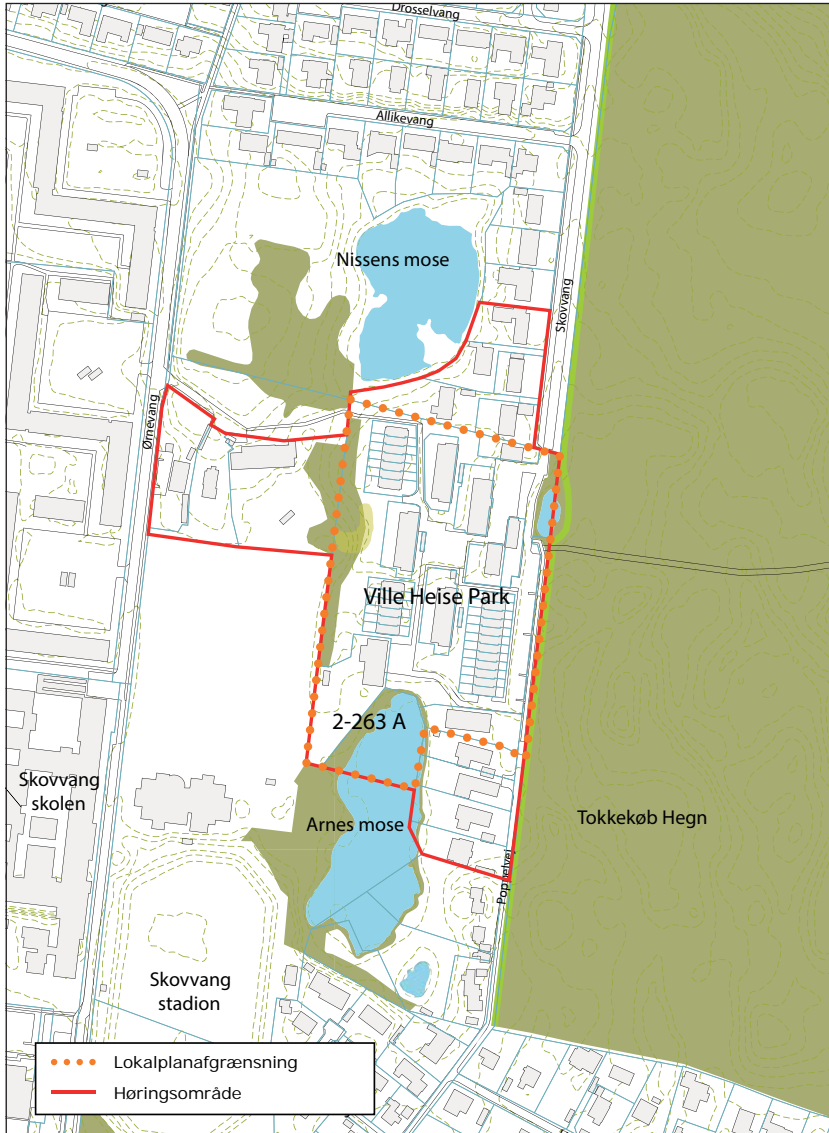 Drosselvang
Allikevang
Nissens mose
Skovvang
Ørnevang
Ville Heise Park
2-263 A
Skovvang
skolen
Arnes mose
Tokkekøb Hegn
Poppelvej
Skovvang
stadion
Lokalplanafgrænsning
Høringsområde